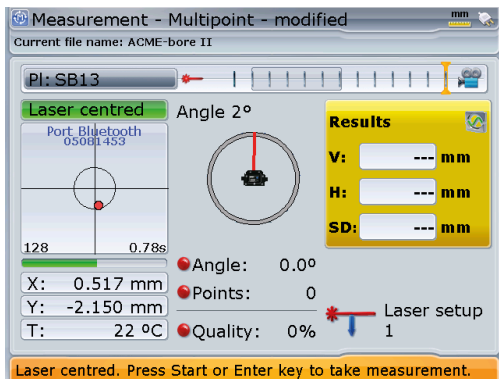 Measurement - Multipoint - modified
mm
Current file name: ACME-bore II
Pl: SB13
Laser centred
Angle 2º
Results
Port Bluetooth
05081453
V: --- mm
H: --- mm
SD: --- mm
128 0.78s
Angle: 0.0º
X: 0.517 mm
Points: 0
Y: -2.150 mm
Laser setup
1
T: 22 ºC
Quality: 0%
Laser centred. Press Start or Enter key to take measurement.